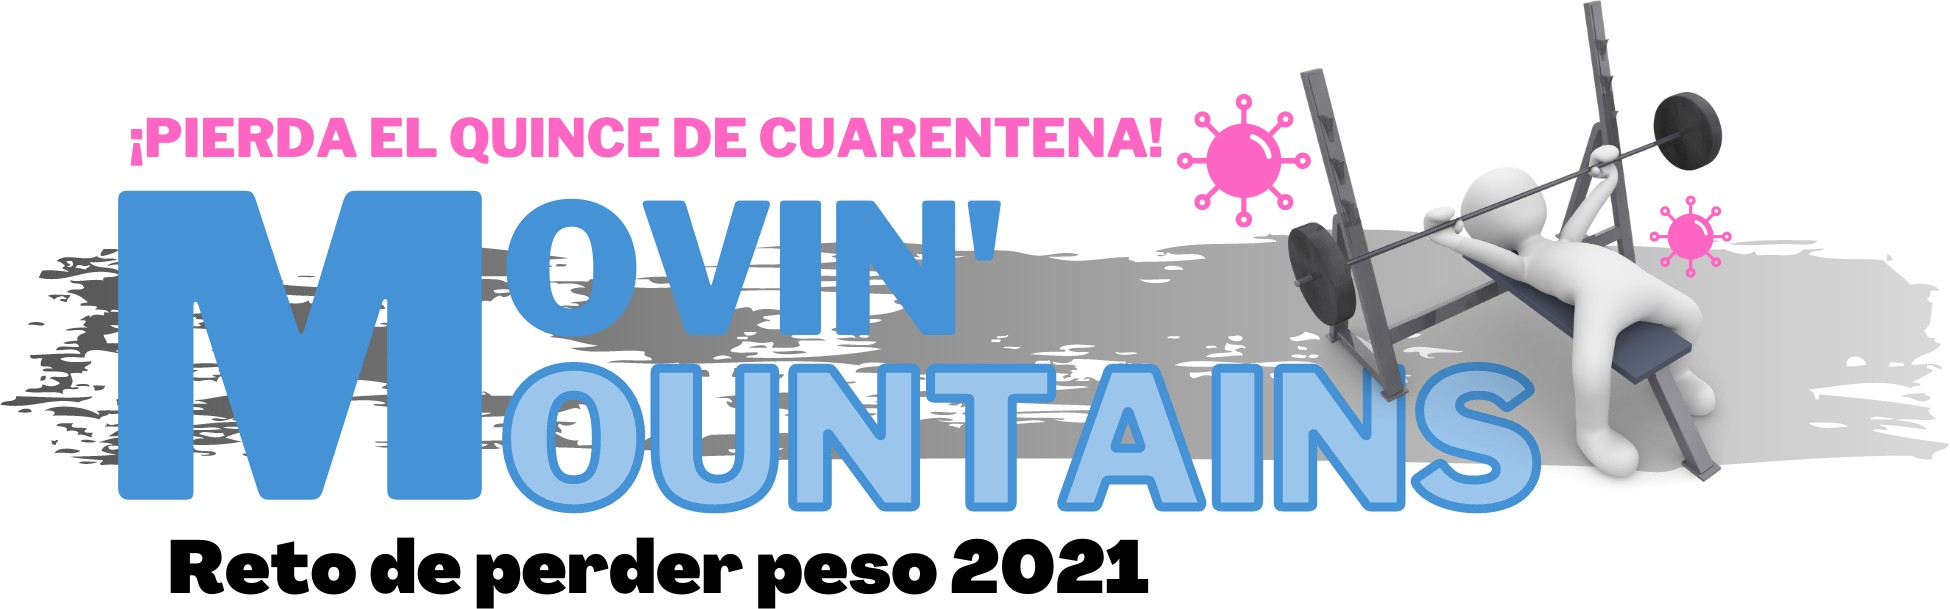 ¡PIERDA EL QUINCE DE CUARENTENA!
MOVIN'
MOUNTAINS
Reto de perder peso 2021